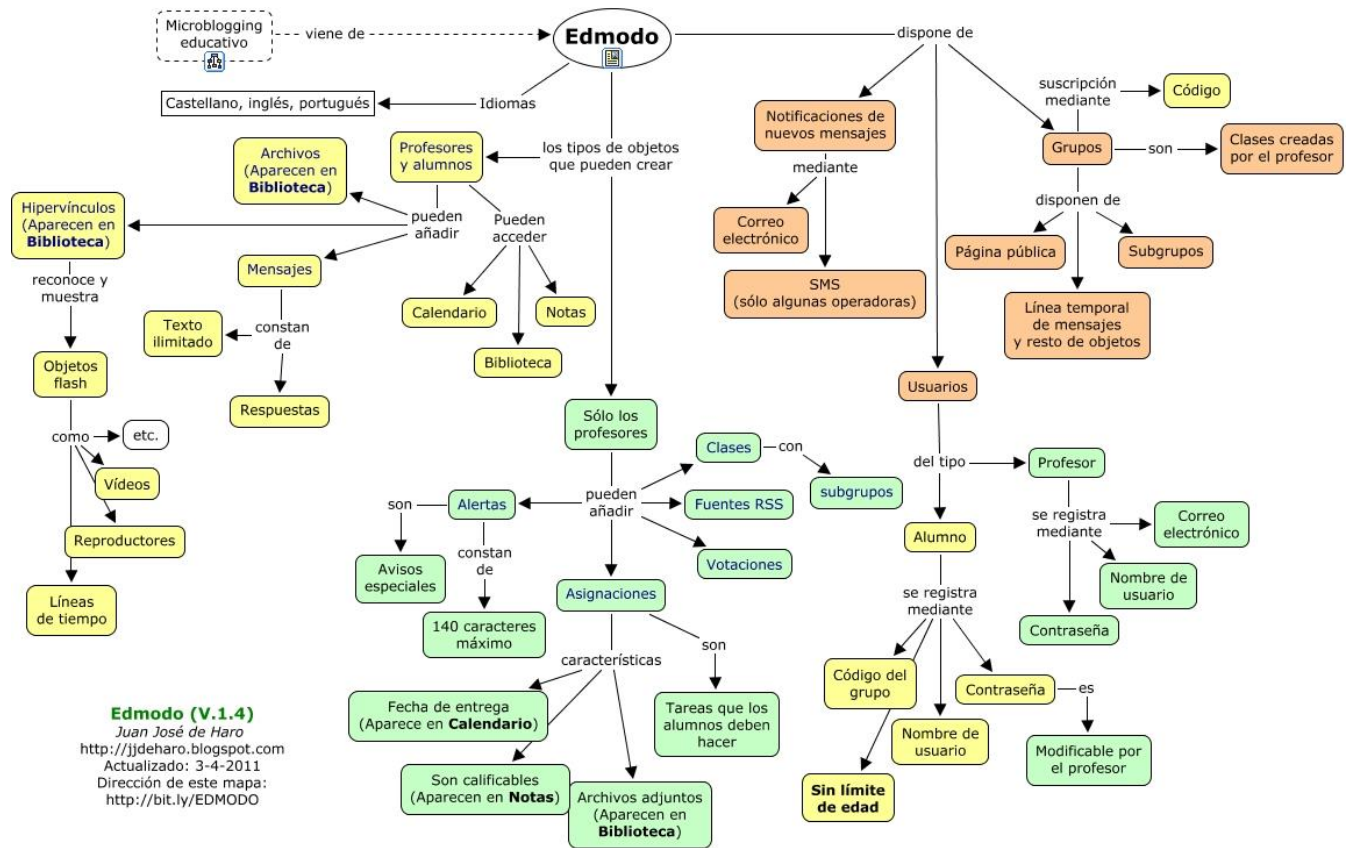 Microblogging
educativo
viene de
Edmodo
dispone de
Castellano, inglés, portugués
Idiomas
suscripción
mediante
Código
Notificaciones de
nuevos mensajes
Grupos
son
Clases creadas
por el profesor
Archivos
(Aparecen en
Biblioteca)
Profesores
y alumnos
los tipos de objetos
que pueden crear
mediante
disponen de
Hipervínculos
(Aparecen en
Biblioteca)
pueden
añadir
Pueden
acceder
Correo
electrónico
Página pública
Subgrupos
reconoce y
muestra
Mensajes
SMS
(sólo algunas operadoras)
Línea temporal
de mensajes
y resto de objetos
Calendario
Notas
Texto
ilimitado
constan
de
Biblioteca
Objetos
flash
Respuestas
Usuarios
Sólo los
profesores
como
etc.
Clases
con
subgrupos
del tipo
Profesor
Vídeos
son
Alertas
pueden
añadir
Fuentes RSS
se registra
mediante
Correo
electrónico
Reproductores
constan
de
Votaciones
Alumno
Avisos
especiales
Asignaciones
Nombre de
usuario
Líneas
de tiempo
140 caracteres
máximo
se registra
mediante
Contraseña
características
son
Código del
grupo
Contraseña
es
Fecha de entrega
(Aparece en Calendario)
Tareas que los
alumnos deben
hacer
Nombre de
usuario
Modificable por
el profesor
Son calificables
(Aparecen en Notas)
Archivos adjuntos
(Aparecen en
Biblioteca)
Sin límite
de edad
Edmodo (V.1.4)
Juan José de Haro
http://jjdeharo.blogspot.com
Actualizado: 3-4-2011
Dirección de este mapa:
http://bit.ly/EDMODO